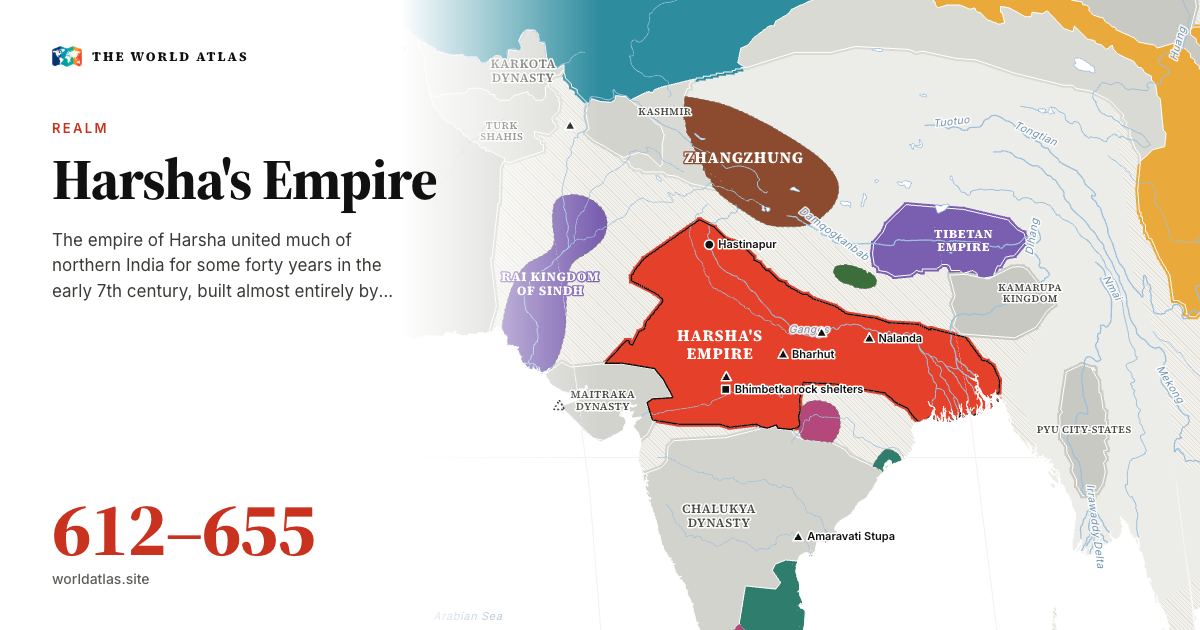 THE WORLD ATLAS
REALM
Harsha's Empire
The empire of Harsha united much of
northern India for some forty years in the
early 7th century, built almost entirely by...
612–655
worldatlas.site
KARKOTA
DYNASTY
TURK
SHAHIS
KASHMIR
ZHANGZHUNG
Tuotuo
Tongtian
Huang
Damqogkanbab
TIBETAN
EMPIRE
Dihang
Hastinapur
RAI KINGDOM
OF SINDH
KAMARUPA
KINGDOM
Nmai
HARSHA'S
EMPIRE
Ganges
Nalanda
Bharhut
Bhimbetka rock shelters
MAITRAKA
DYNASTY
Mekong
PYU CITY-STATES
CHALUKYA
DYNASTY
Amaravati Stupa
Irrawaddy Delta
Arabian Sea